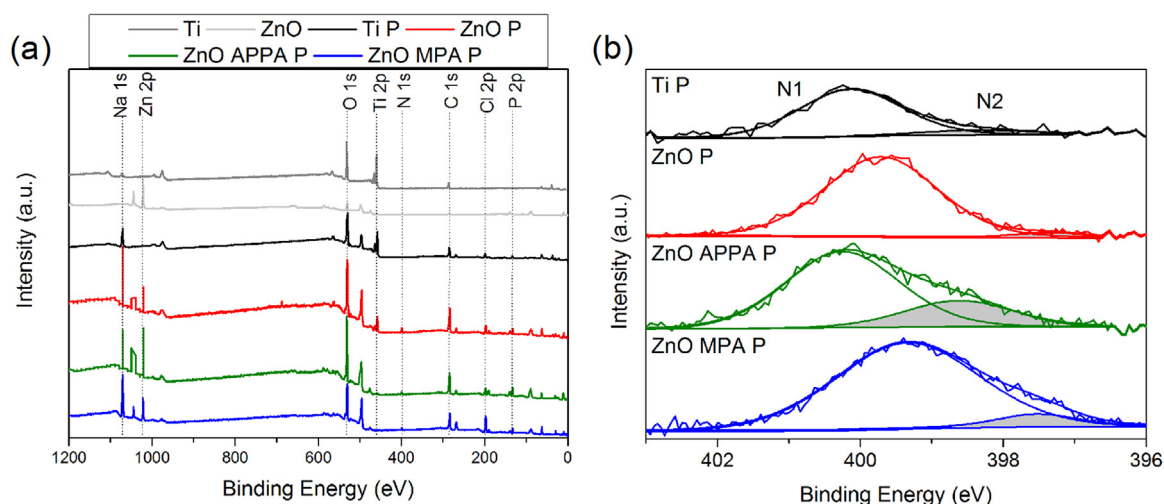 (a)
Ti ZnO Ti P ZnO P
ZnO APPA P ZnO MPA P
Na 1s
Zn 2p
O 1s
Ti 2p
N 1s
C 1s
Cl 2p
P 2p
Intensity (a.u.)
1200 1000 800 600 400 200 0
Binding Energy (eV)
(b)
Ti P
N1
N2
ZnO P
ZnO APPA P
ZnO MPA P
Intensity (a.u.)
402 400 398 396
Binding Energy (eV)